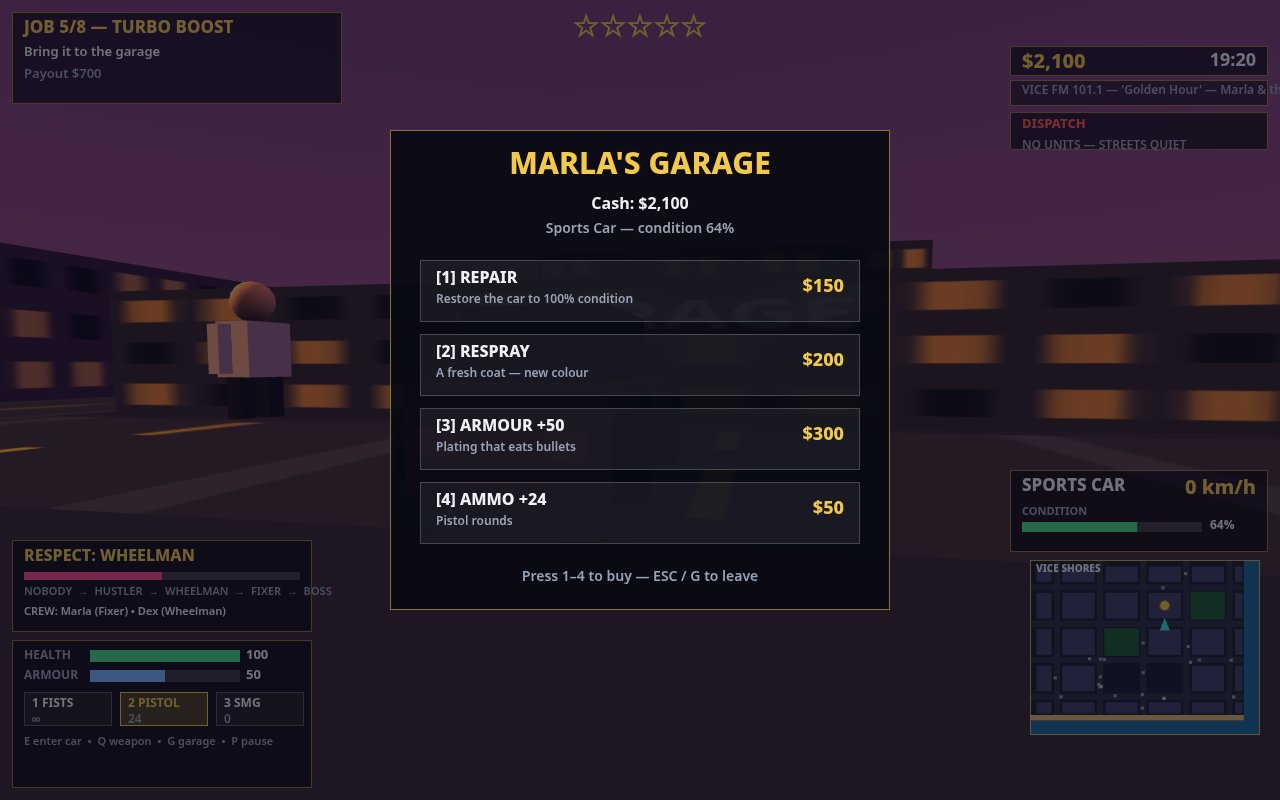 JOB 5/8 — TURBO BOOST
Bring it to the garage
Payout $700
☆☆☆☆☆
$2,100 19:20
VICE FM 101.1 — 'Golden Hour' — Marla & th
DISPATCH
NO UNITS — STREETS QUIET
MARLA'S GARAGE
Cash: $2,100
Sports Car — condition 64%
[1] REPAIR $150
Restore the car to 100% condition
[2] RESPRAY $200
A fresh coat — new colour
[3] ARMOUR +50 $300
Plating that eats bullets
[4] AMMO +24 $50
Pistol rounds
Press 1–4 to buy — ESC / G to leave
SPORTS CAR 0 km/h
CONDITION
64%
VICE SHORES
RESPECT: WHEELMAN
NOBODY → HUSTLER → WHEELMAN → FIXER → BOSS
CREW: Marla (Fixer) • Dex (Wheelman)
HEALTH 100
ARMOUR 50
1 FISTS 2 PISTOL 3 SMG
∞ 24 0
E enter car • Q weapon • G garage • P pause